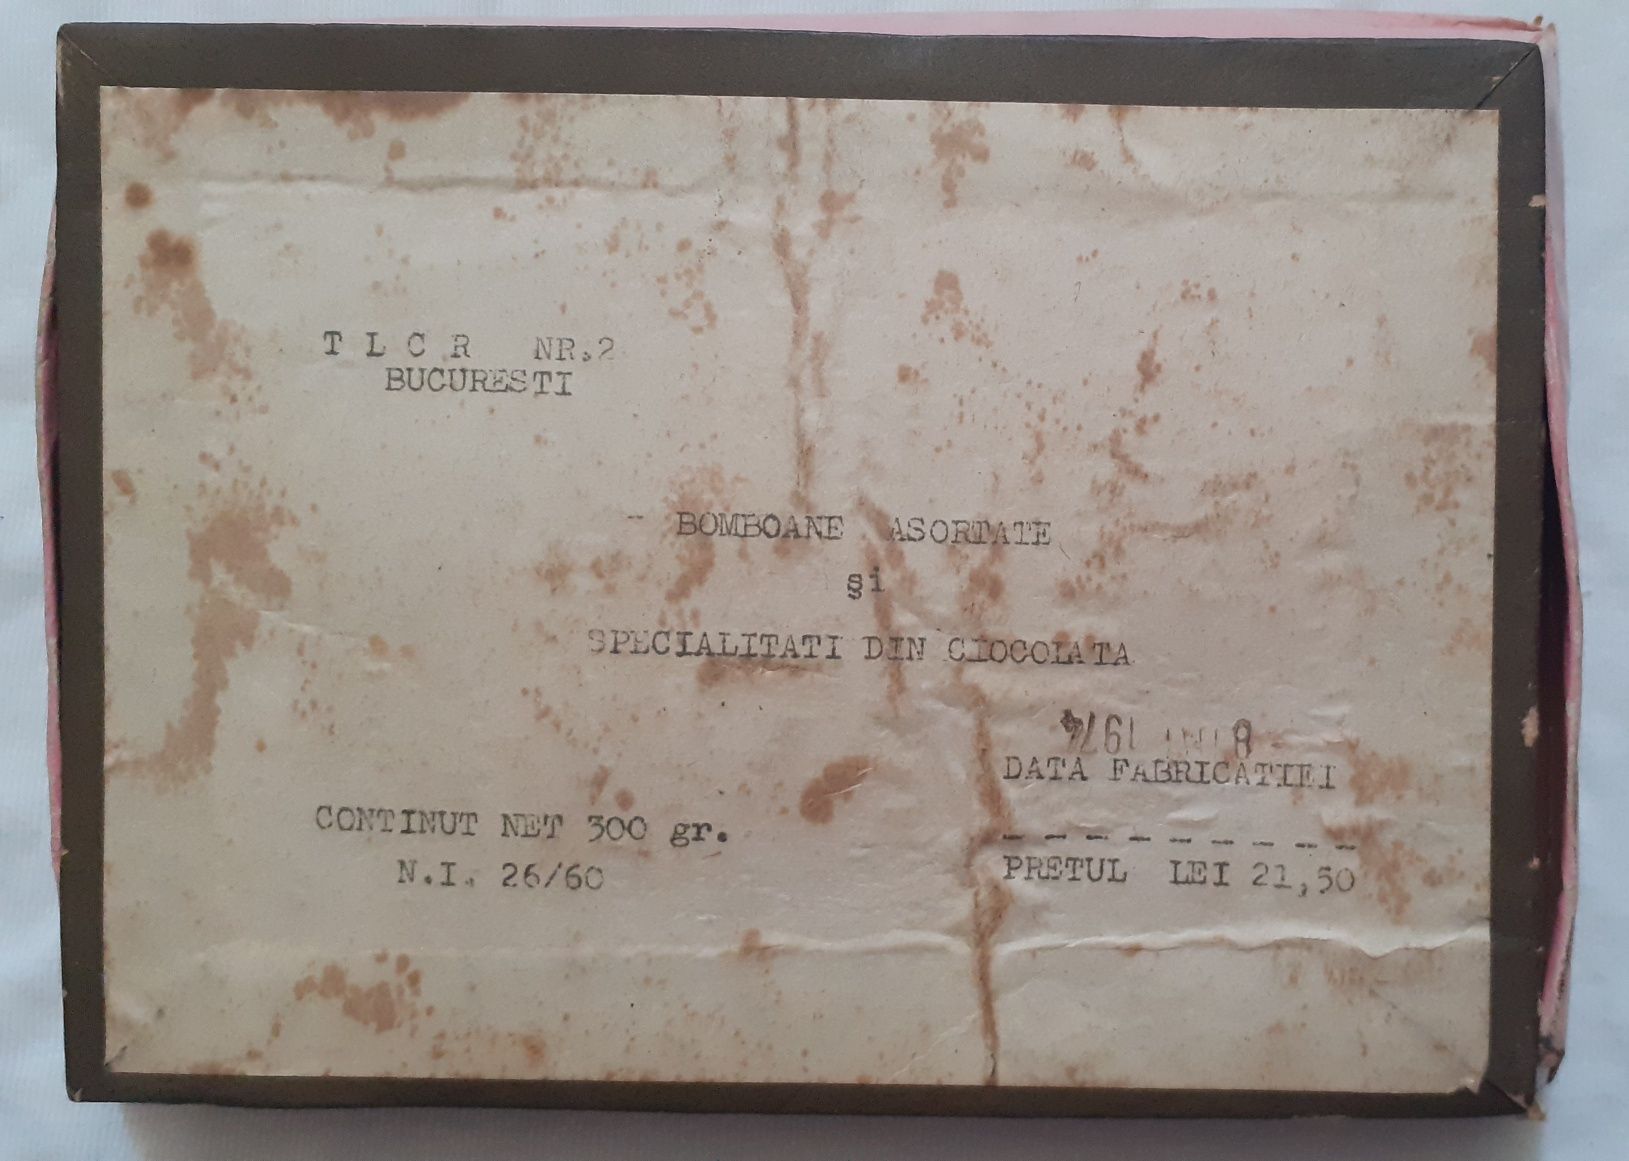 T L C R NR.2
BUCURESTI
- BOMBOANE ASORTATE
și
SPECIALITATI DIN CIOCOLATA
DATA FABRICATIEI
CONTINUT NET 300 gr.
N.I. 26/60
- - - - - - - - -
PRETUL LEI 21,50